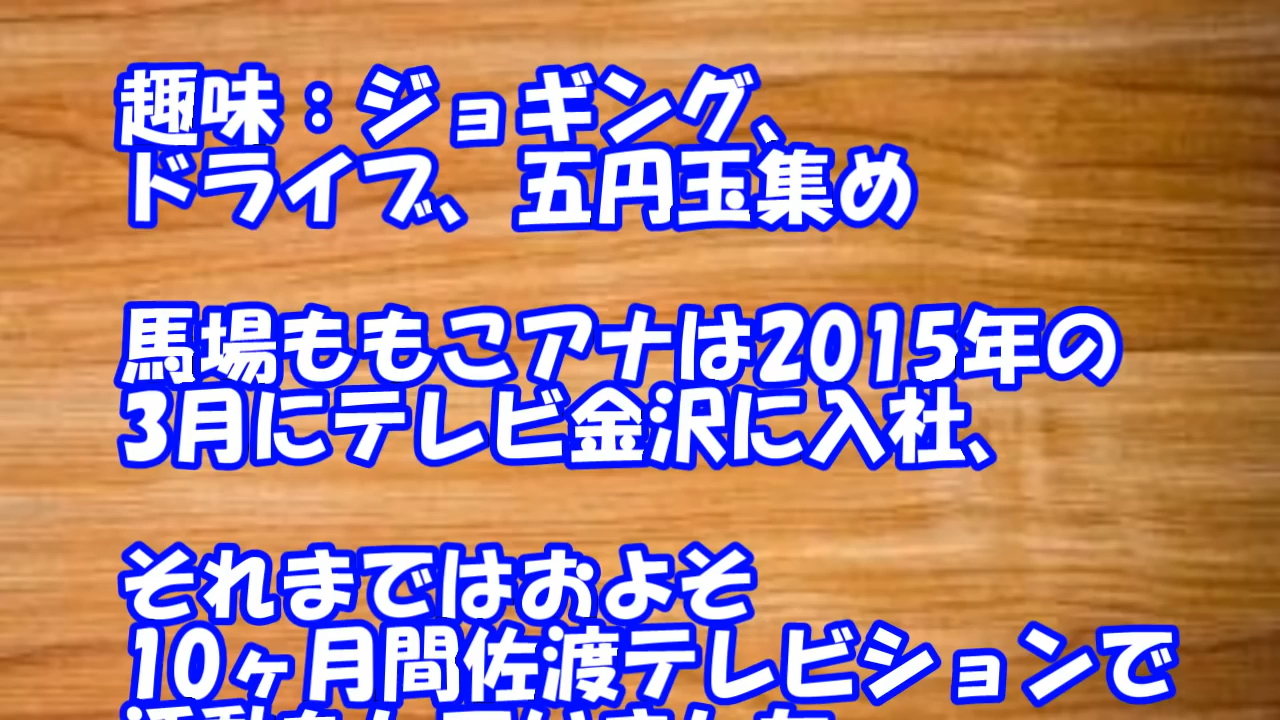 趣味：ジョギング、
ドライブ、五円玉集め
馬場ももこアナは2015年の
3月にテレビ金沢に入社、
それまではおよそ
10ヶ月間佐渡テレビジョンで